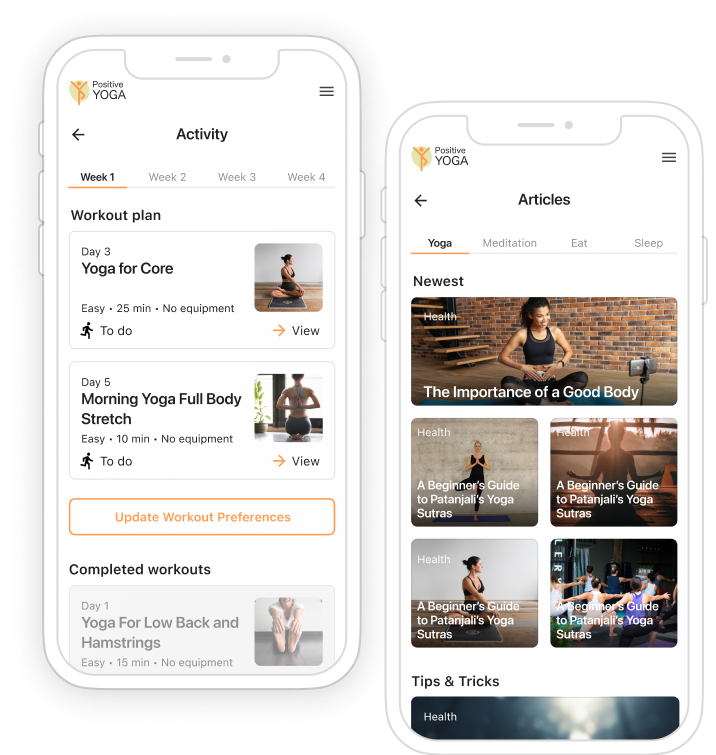 Positive
YOGA
Activity
Week 1 Week 2 Week 3 Week 4
Workout plan
Day 3
Yoga for Core
Easy • 25 min • No equipment
To do
View
Day 5
Morning Yoga Full Body
Stretch
Easy • 10 min • No equipment
To do
View
Update Workout Preferences
Completed workouts
Day 1
Yoga For Low Back and
Hamstrings
Easy • 15 min • No equipment
Positive
YOGA
Articles
Yoga Meditation Eat Sleep
Newest
Health
The Importance of a Good Body
Health
A Beginner's Guide
to Patanjali's Yoga
Sutras
Health
A Beginner's Guide
to Patanjali's Yoga
Sutras
Health
A Beginner's Guide
to Patanjali's Yoga
Sutras
A Beginner's Guide
to Patanjali's Yoga
Sutras
Tips & Tricks
Health